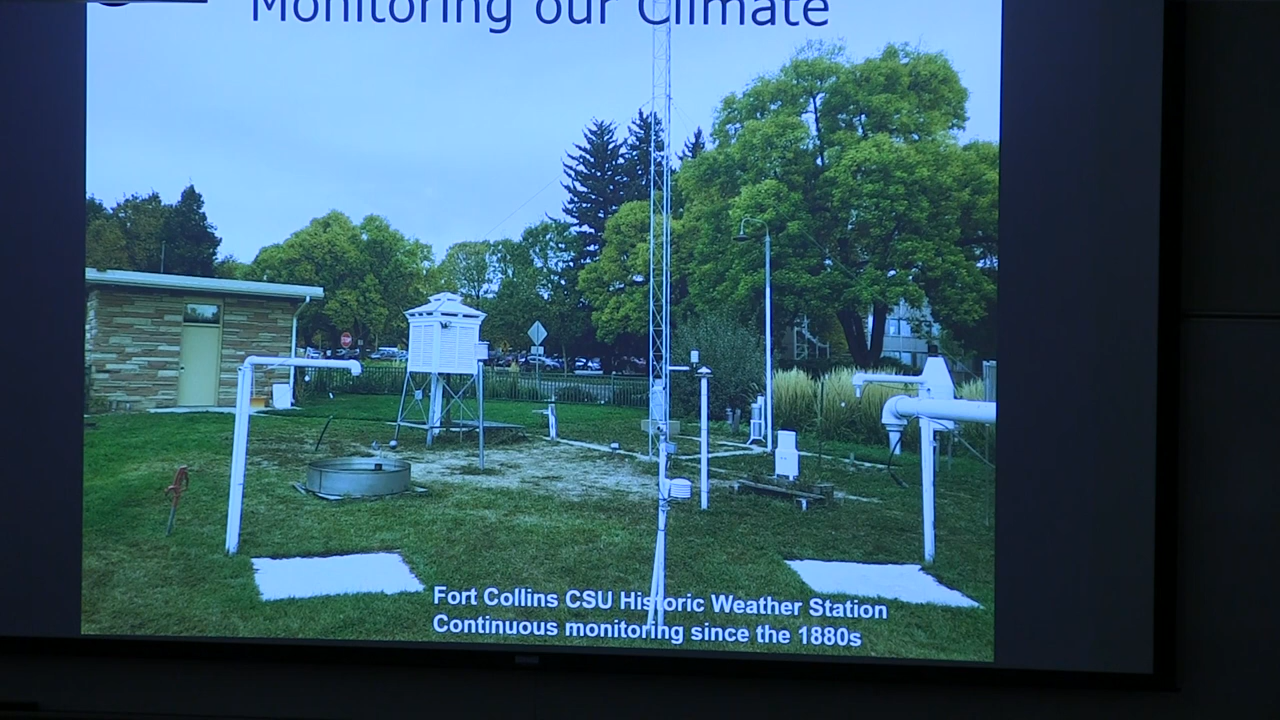 Monitoring our Climate
Fort Collins CSU Historic Weather Station
Continuous monitoring since the 1880s